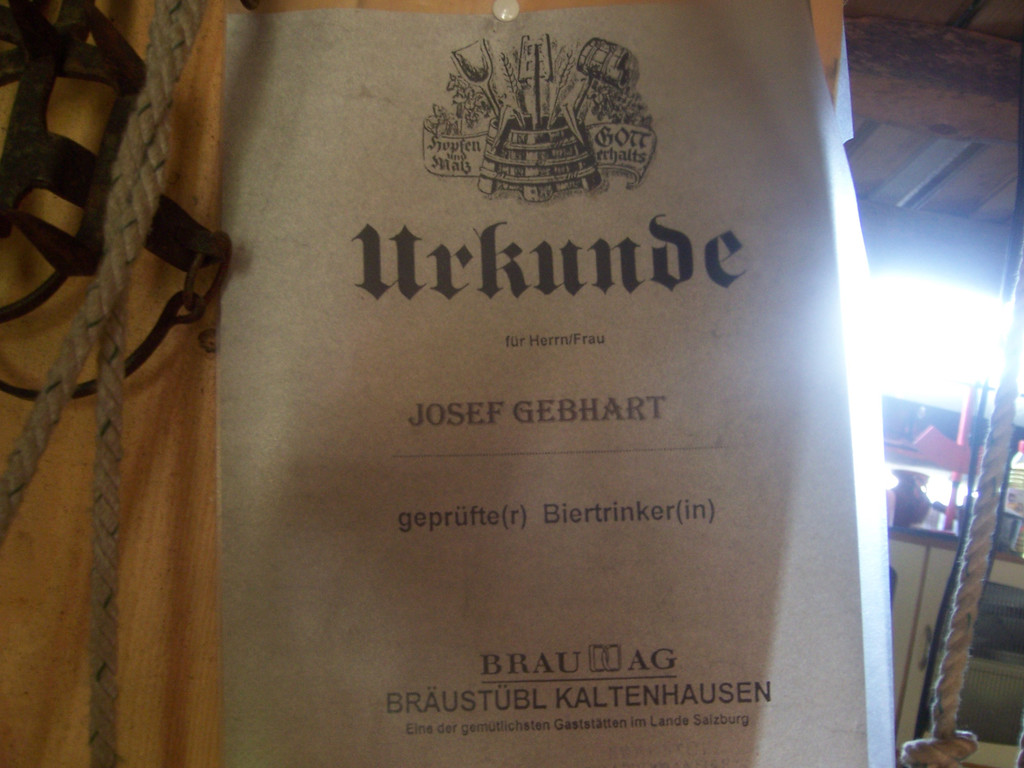 Hopfen und Malz
GOTT erhalts
Urkunde
für Herrn/Frau
JOSEF GEBHART
geprüfte(r) Biertrinker(in)
BRAU AG
BRÄUSTÜBL KALTENHAUSEN
Eine der gemütlichsten Gaststätten im Lande Salzburg